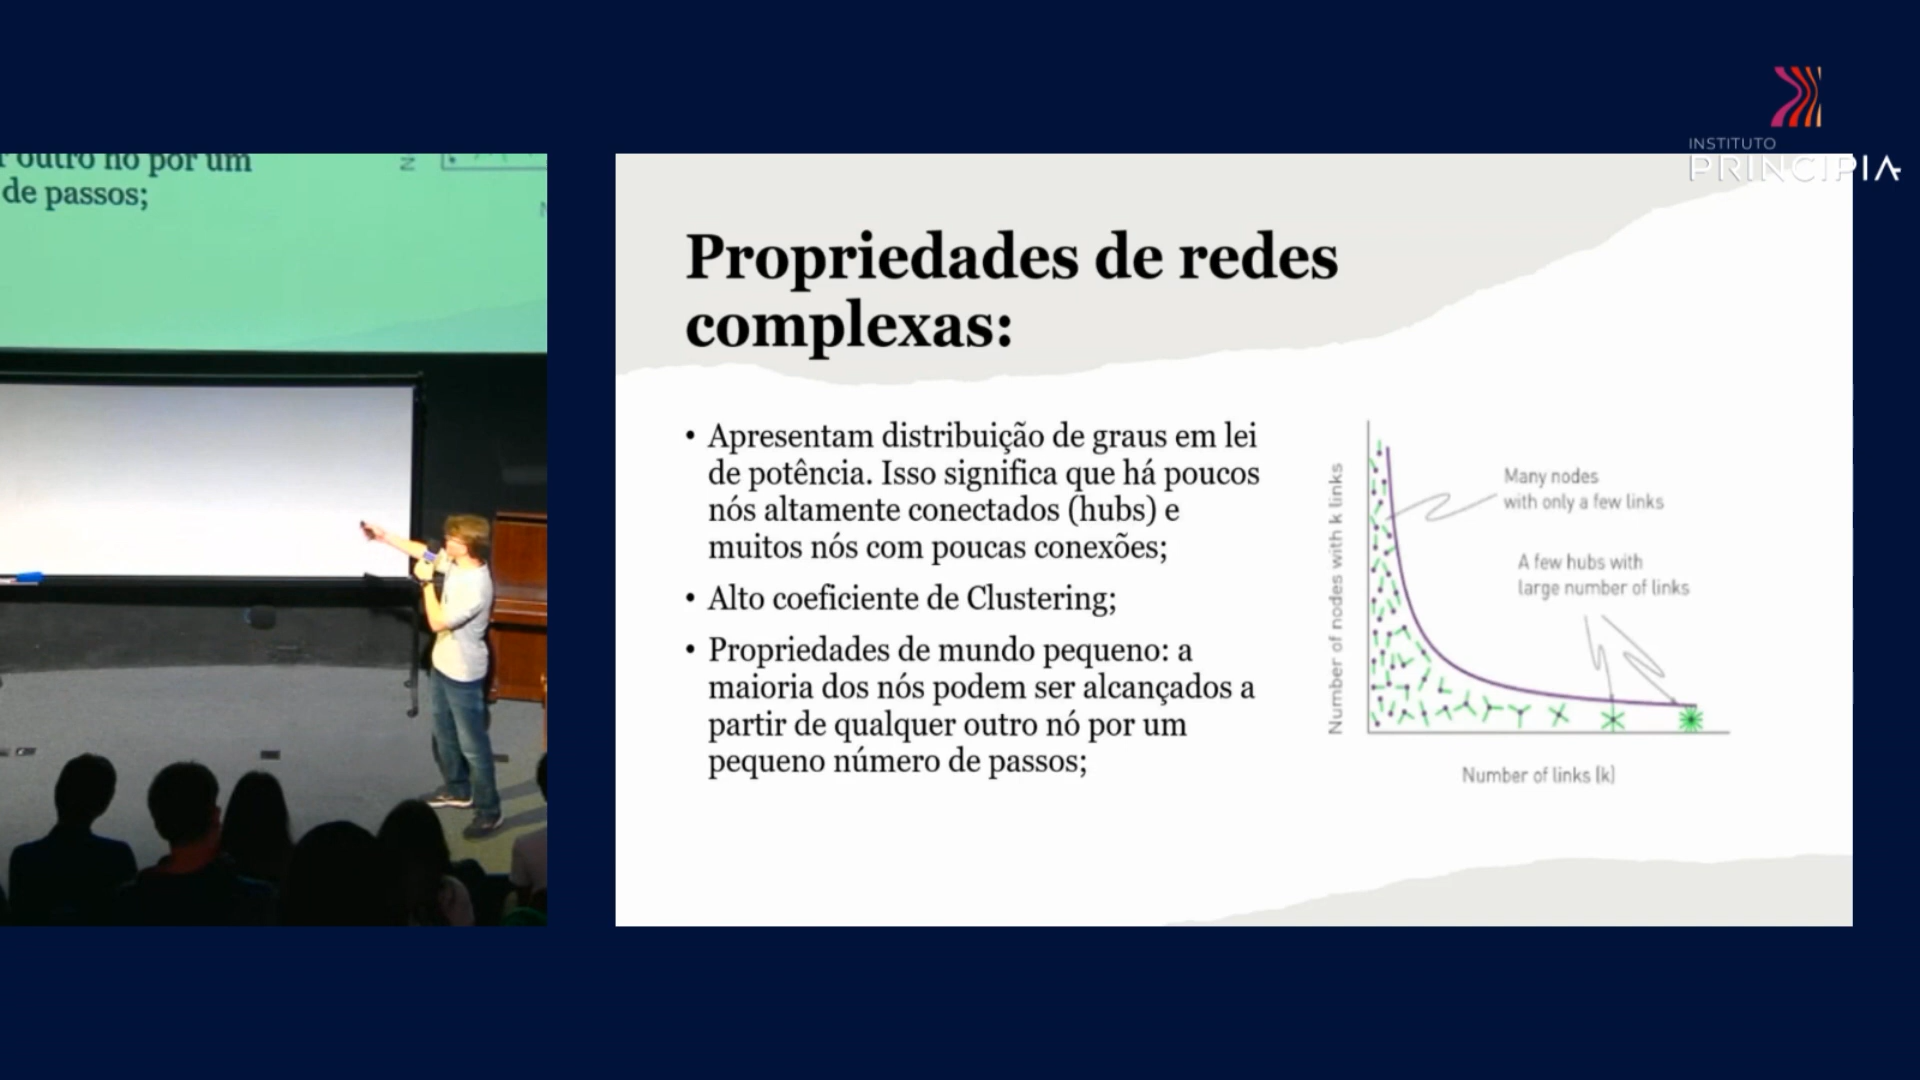 INSTITUTO
PRINCIPIA
outro nó por um
de passos;
Propriedades de redes
complexas:
• Apresentam distribuição de graus em lei
de potência. Isso significa que há poucos
nós altamente conectados (hubs) e
muitos nós com poucas conexões;
• Alto coeficiente de Clustering;
• Propriedades de mundo pequeno: a
maioria dos nós podem ser alcançados a
partir de qualquer outro nó por um
pequeno número de passos;
Number of nodes with k links
Many nodes
with only a few links
A few hubs with
large number of links
Number of links (k)